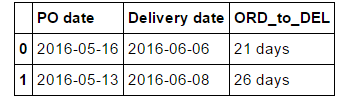 PO date Delivery date ORD_to_DEL
0 2016-05-16 2016-06-06 21 days
1 2016-05-13 2016-06-08 26 days